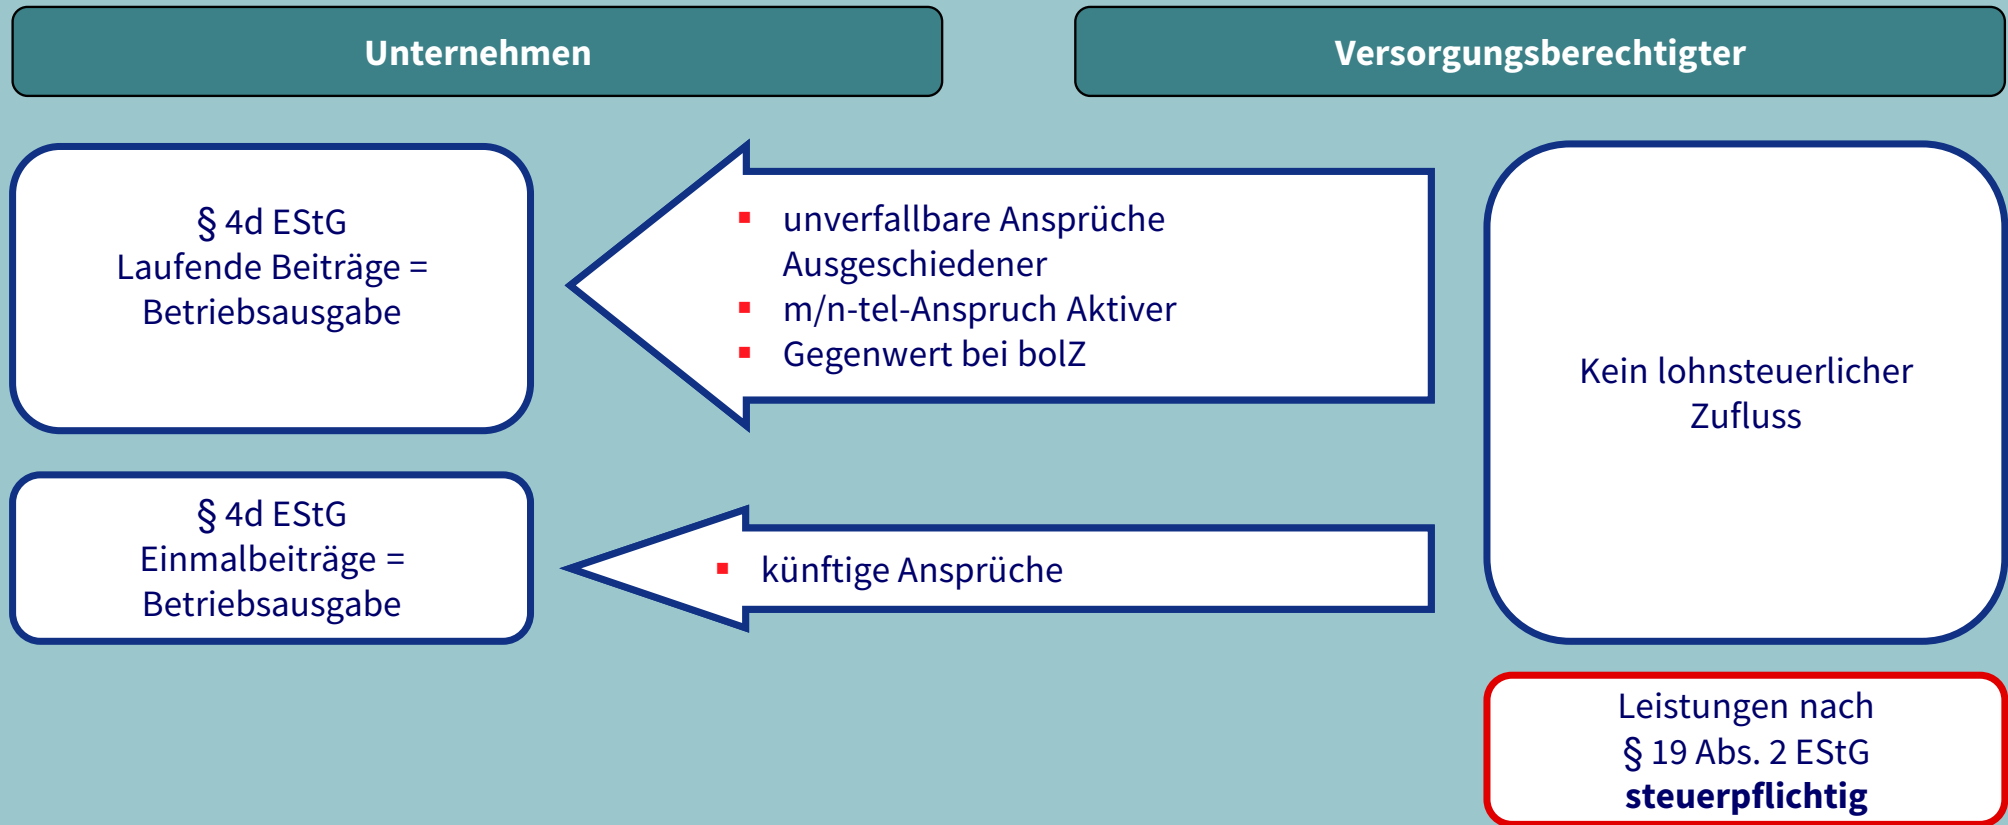 Unternehmen
Versorgungsberechtigter
§ 4d EStG
Laufende Beiträge =
Betriebsausgabe
▪ unverfallbare Ansprüche
Ausgeschiedener
▪ m/n-tel-Anspruch Aktiver
▪ Gegenwert bei bolZ
Kein lohnsteuerlicher
Zufluss
§ 4d EStG
Einmalbeiträge =
Betriebsausgabe
▪ künftige Ansprüche
Leistungen nach
§ 19 Abs. 2 EStG
steuerpflichtig